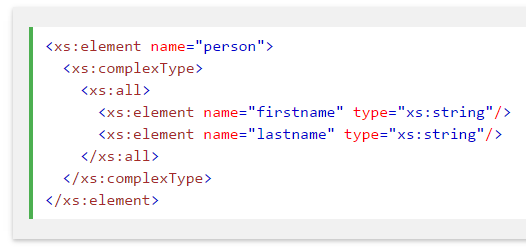 <xs:element name="person">
  <xs:complexType>
    <xs:all>
      <xs:element name="firstname" type="xs:string"/>
      <xs:element name="lastname" type="xs:string"/>
    </xs:all>
  </xs:complexType>
</xs:element>